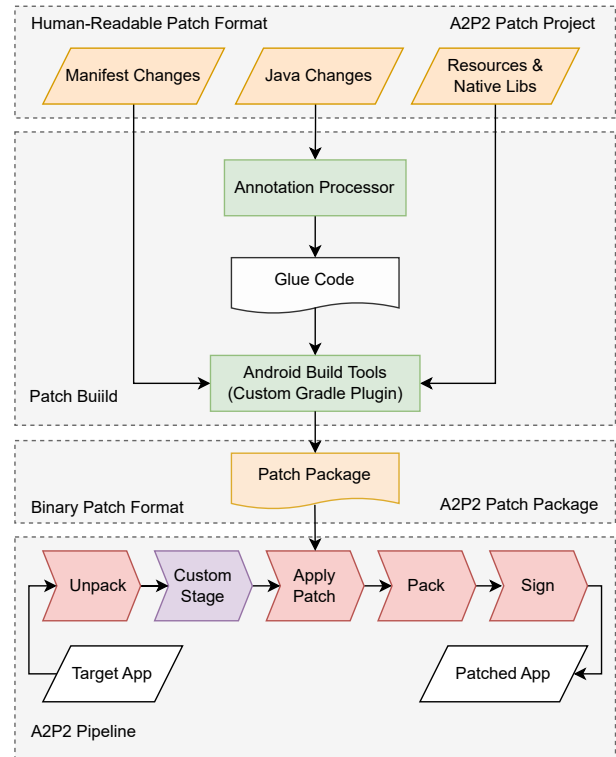 Human-Readable Patch Format
A2P2 Patch Project
Manifest Changes
Java Changes
Resources &
Native Libs
Annotation Processor
Glue Code
Android Build Tools
(Custom Gradle Plugin)
Patch Buiild
Patch Package
Binary Patch Format
A2P2 Patch Package
Unpack
Custom
Stage
Apply
Patch
Pack
Sign
Target App
Patched App
A2P2 Pipeline